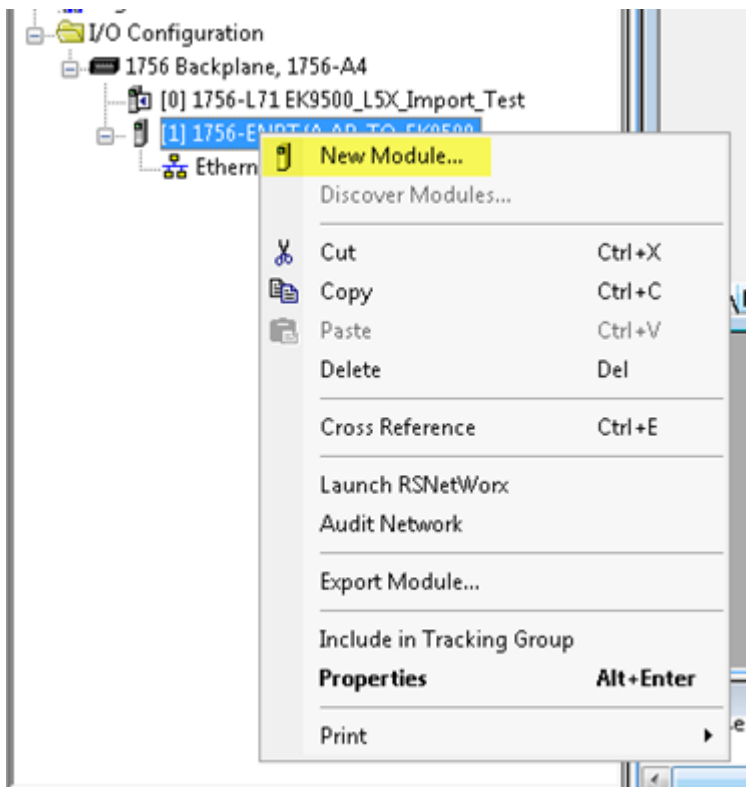 I/O Configuration
1756 Backplane, 1756-A4
[0] 1756-L71 EK9500_L5X_Import_Test
[1] 1756-
Ethern
New Module...
Discover Modules...
Cut Ctrl+X
Copy Ctrl+C
Paste Ctrl+V
Delete Del
Cross Reference Ctrl+E
Launch RSNetWorx
Audit Network
Export Module...
Include in Tracking Group
Properties Alt+Enter
Print